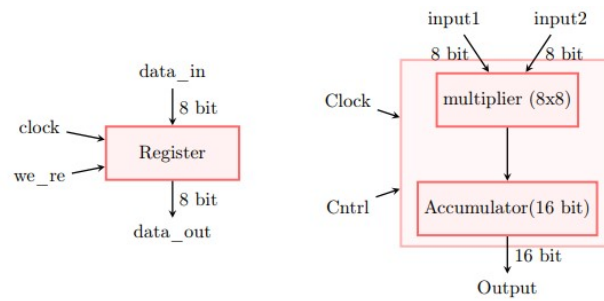 data_in
8 bit
clock
Register
we_re
8 bit
data_out
input1
input2
8 bit
8 bit
multiplier (8x8)
Clock
Cntrl
Accumulator(16 bit)
16 bit
Output